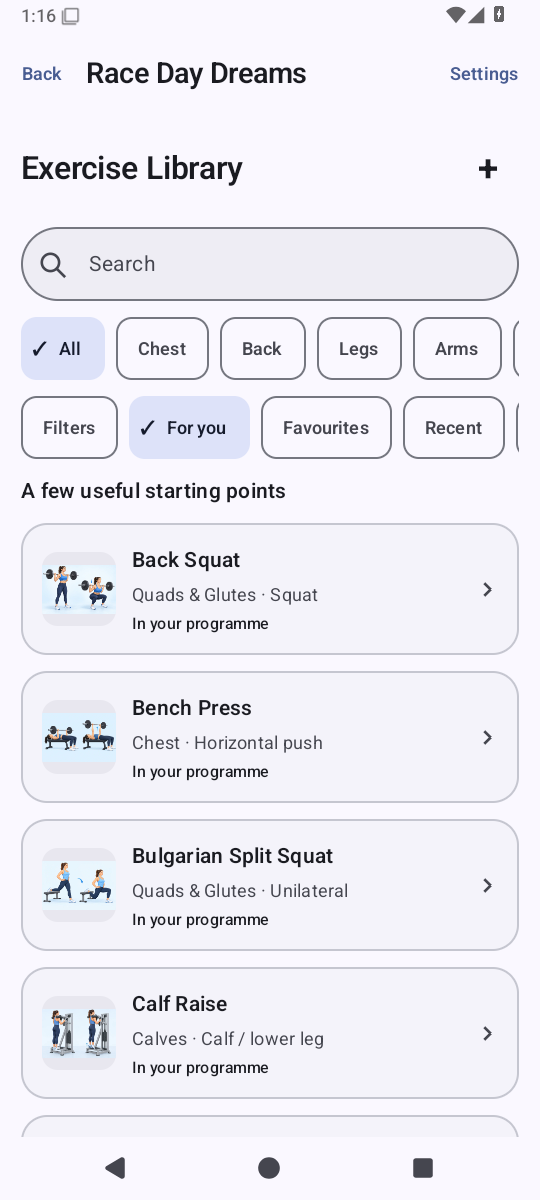 1:16
Back Race Day Dreams Settings
Exercise Library +
Search
✓ All Chest Back Legs Arms
Filters ✓ For you Favourites Recent
A few useful starting points
Back Squat
Quads & Glutes · Squat
In your programme
Bench Press
Chest · Horizontal push
In your programme
Bulgarian Split Squat
Quads & Glutes · Unilateral
In your programme
Calf Raise
Calves · Calf / lower leg
In your programme